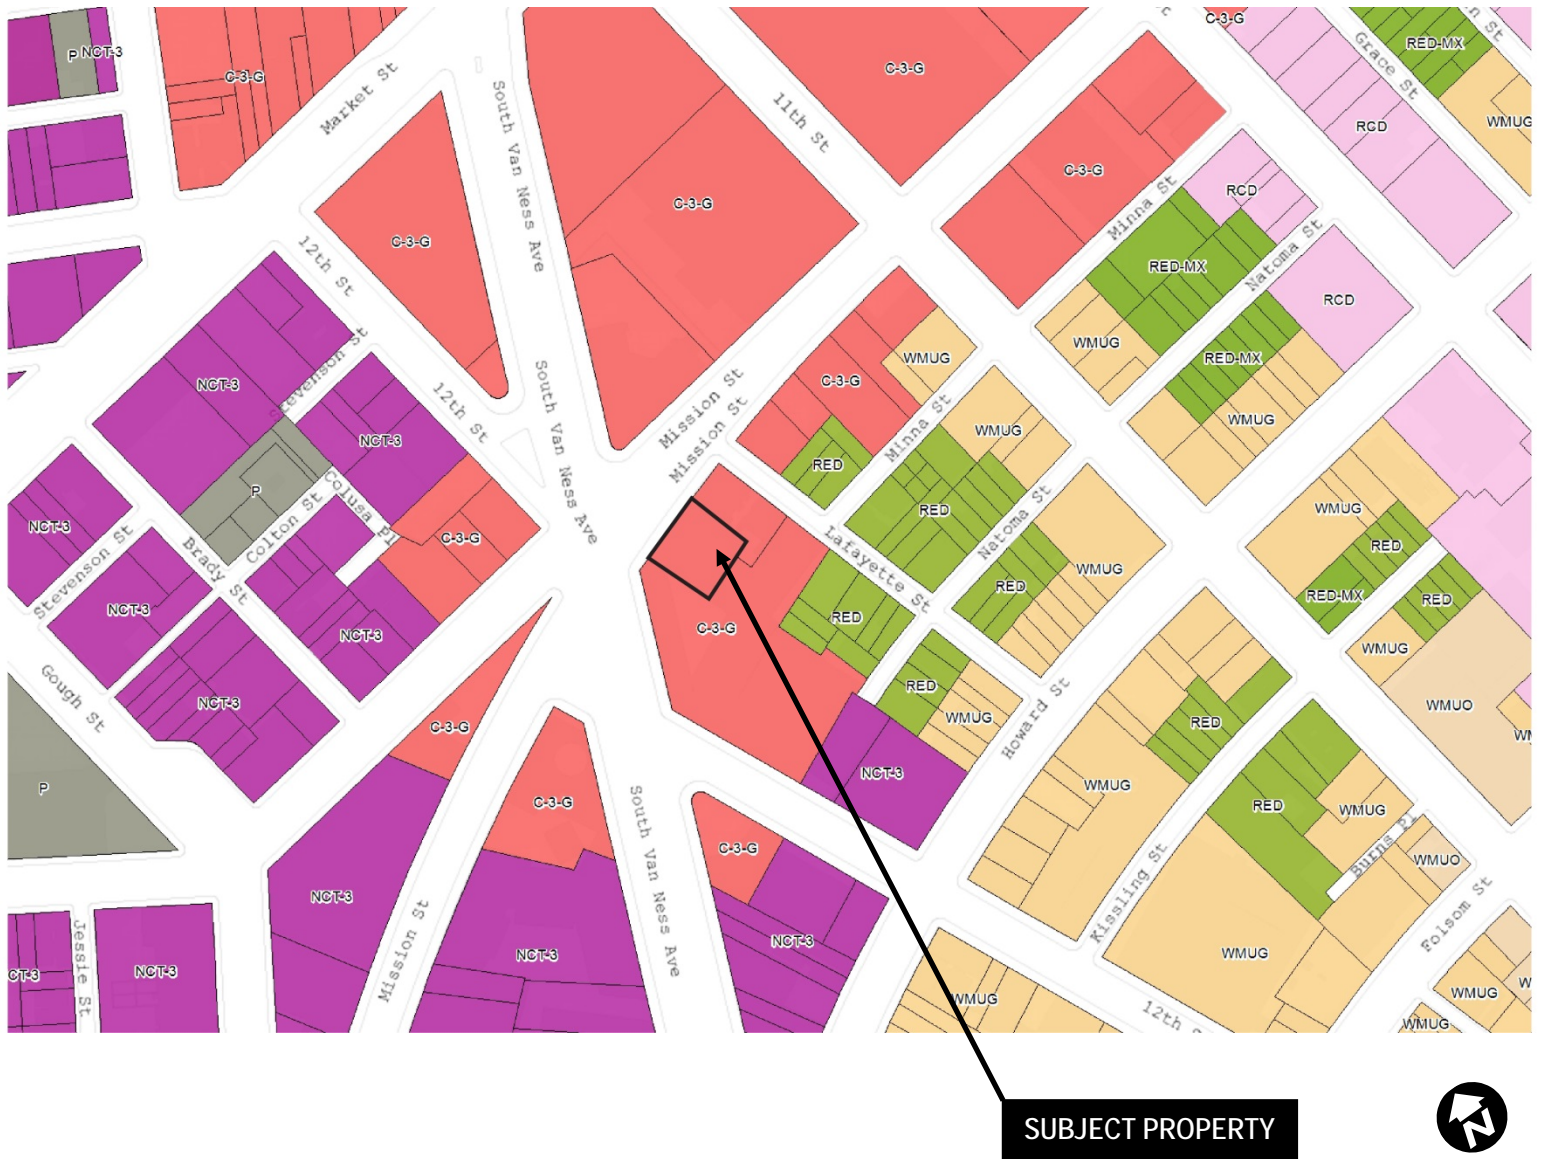 C-3-G
St
n St
P
NCT-3
Grace St
RED-MX
C-3-G
Market St
South Van Ness Ave
C-3-G
11th St
RCD
WMUG
C-3-G
RCD
C-3-G
Minna St
C-3-G
12th St
RED-MX
Natoma St
RCD
WMUG
WMUG
RED-MX
NCT-3
Stevenson St
12th St
South Van Ness Ave
C-3-G
Mission St
Mission St
Minna St
WMUG
WMUG
NCT-3
RED
P
Colusa Pl
WMUG
NCT-3
Stevenson St
Brady St
Colton St
C-3-G
RED
Natoma St
Lafayette St
RED
WMUG
RED
RED-MX
RED
NCT-3
NCT-3
C-3-G
RED
WMUG
Gough St
NCT-3
C-3-G
RED
WMUG
Howard St
RED
WMUO
WM
P
C-3-G
NCT-3
WMUG
RED
WMUG
Burns Pl
C-3-G
WMUO
NCT-3
Mission St
South Van Ness Ave
Kissling St
Folsom St
CT-3
Jessie St
NCT-3
NCT-3
NCT-3
WMUG
WMUG
WMUG
W
12th S
WMUG
SUBJECT PROPERTY
N